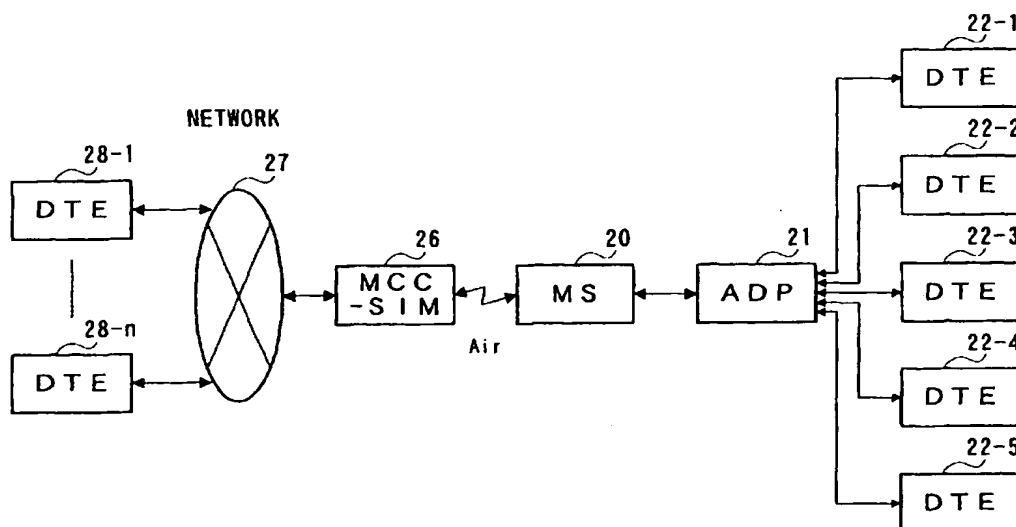 22-1
DTE
NETWORK
22-2
28-1
27
DTE
DTE
26
20
21
22-3
MCC
-SIM
MS
ADP
DTE
Air
28-n
22-4
DTE
DTE
22-5
DTE